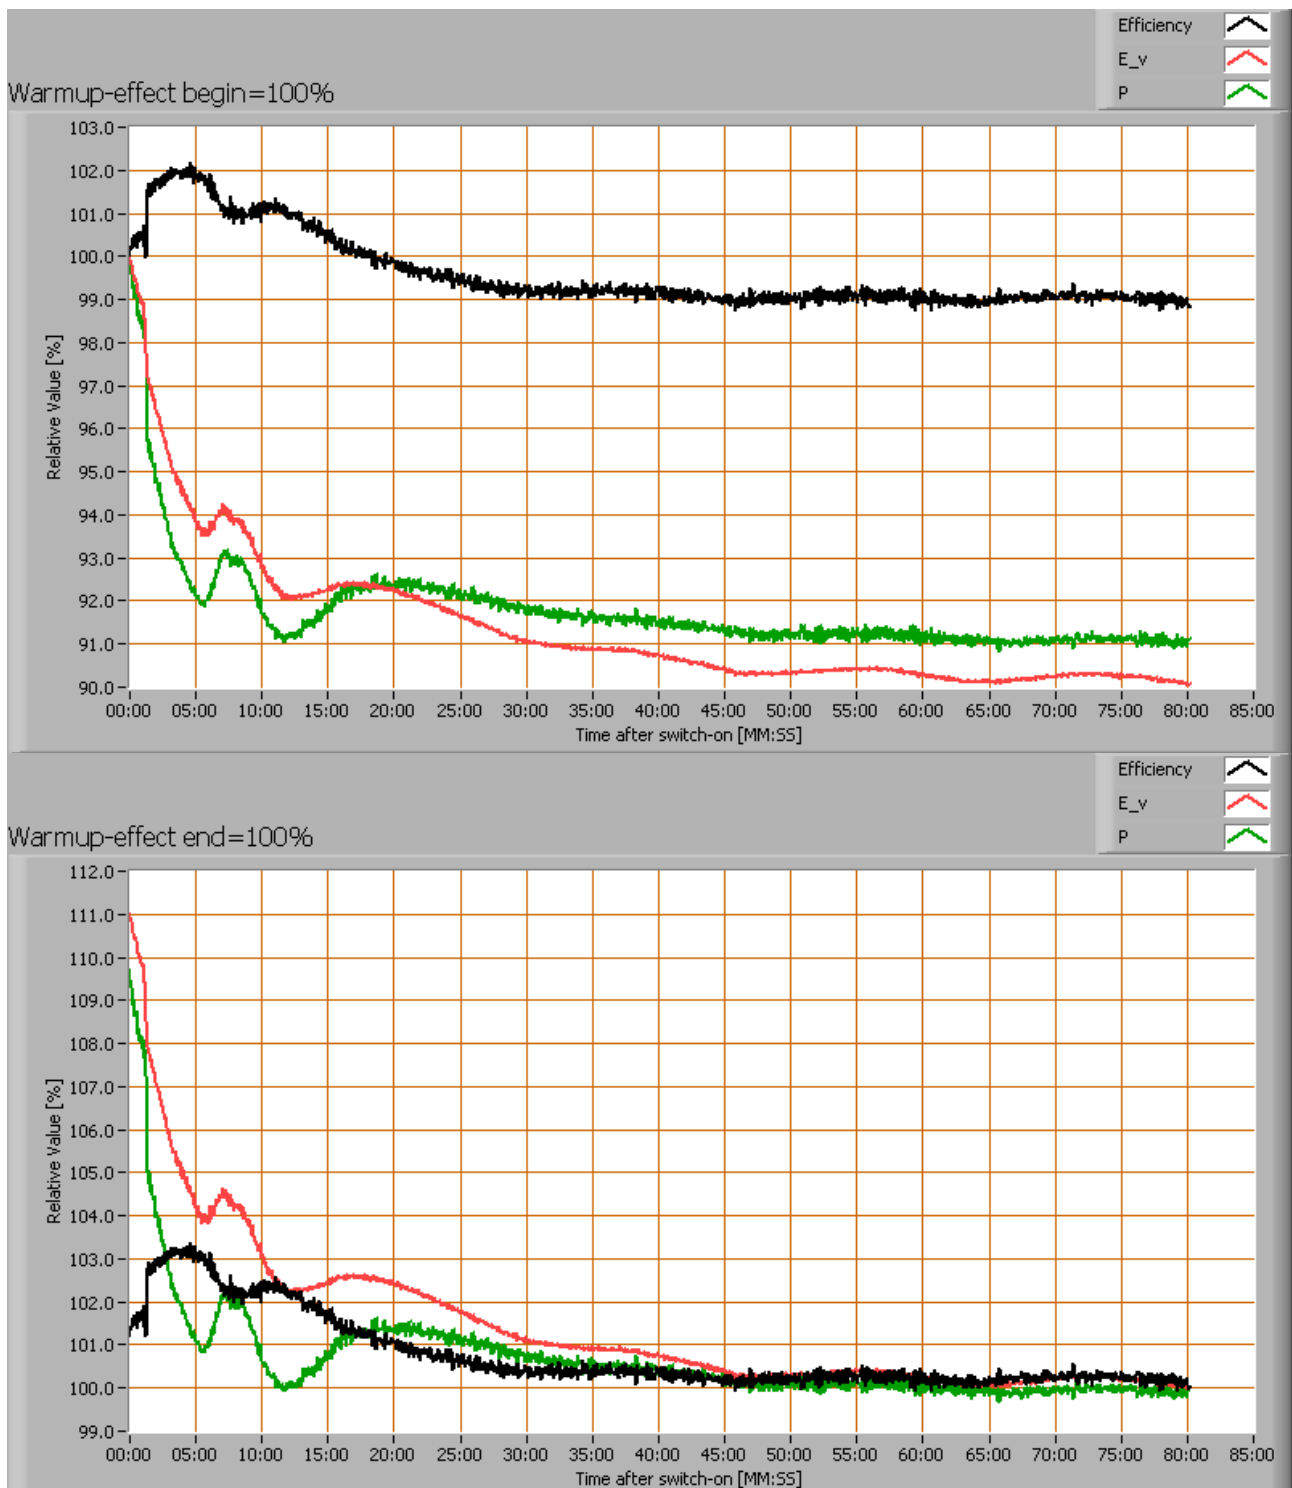 Efficiency
E_v
P
Warmup-effect begin=100%
103.0
102.0
101.0
100.0
99.0
98.0
97.0
96.0
95.0
94.0
93.0
92.0
91.0
90.0
Relative Value [%]
00:00 05:00 10:00 15:00 20:00 25:00 30:00 35:00 40:00 45:00 50:00 55:00 60:00 65:00 70:00 75:00 80:00 85:00
Time after switch-on [MM:SS]
Efficiency
E_v
P
Warmup-effect end=100%
112.0
111.0
110.0
109.0
108.0
107.0
106.0
105.0
104.0
103.0
102.0
101.0
100.0
99.0
Relative Value [%]
00:00 05:00 10:00 15:00 20:00 25:00 30:00 35:00 40:00 45:00 50:00 55:00 60:00 65:00 70:00 75:00 80:00 85:00
Time after switch-on [MM:SS]